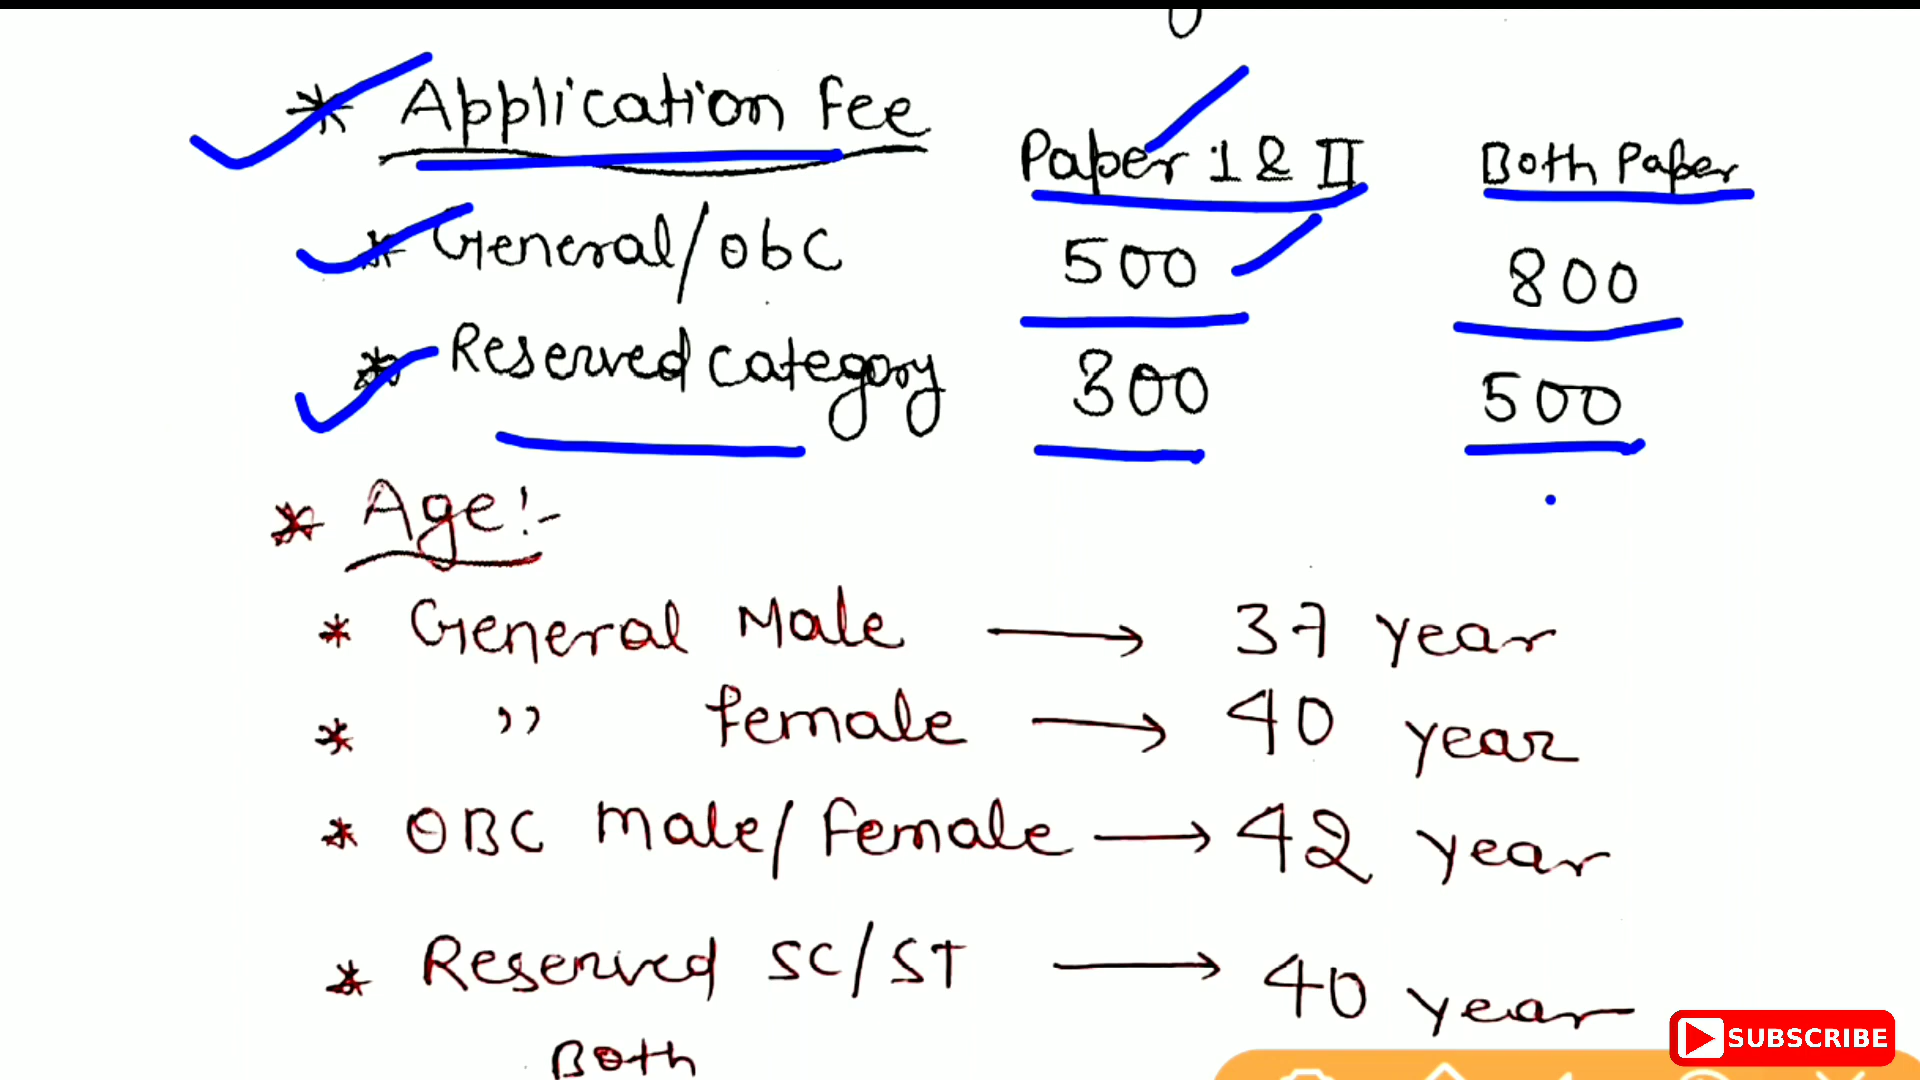 * Application Fee
Paper 1 & II Both Paper
* General/obc 500 800
* Reserved category 300 500
* Age:-
* General Male → 37 year
* ,, female → 40 year
* OBC male/Female → 42 year
* Reserved SC/ST → 40 year
Both
SUBSCRIBE